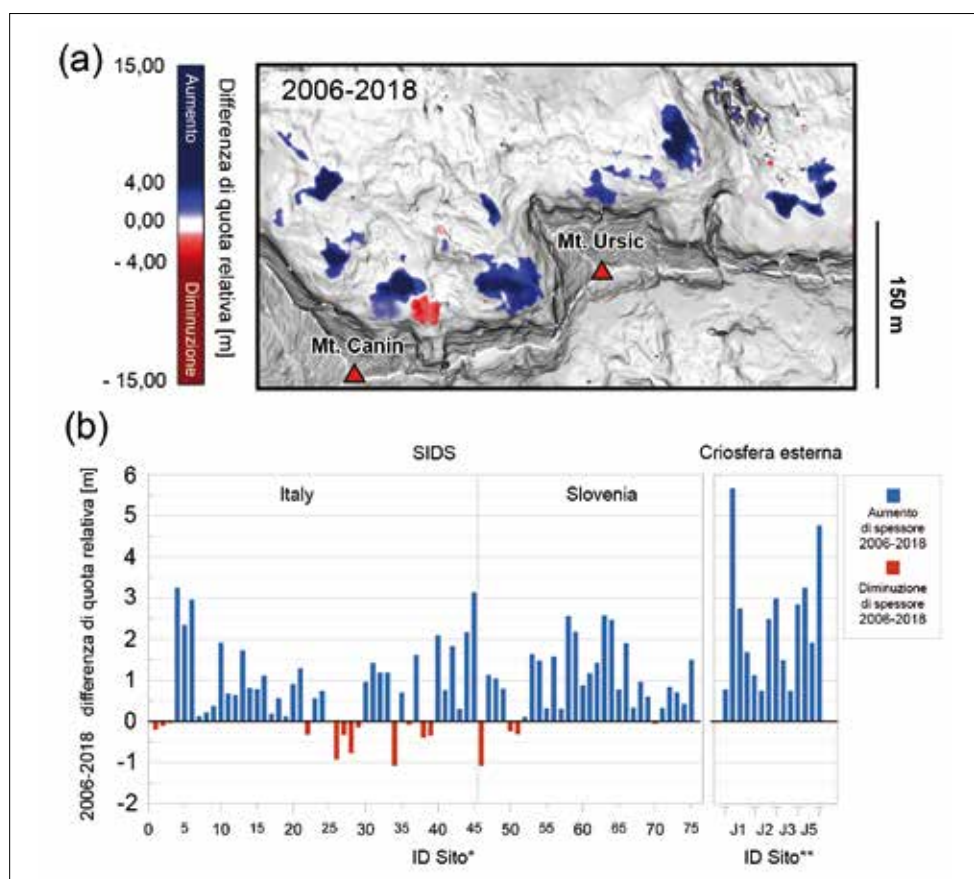 (a)
15,00
Aumento
4,00
0,00
- 4,00
Diminuzione
- 15,00
Differenza di quota relativa [m]
2006-2018
Mt. Ursic
Mt. Canin
150 m
(b)
SIDS
Criosfera esterna
Italy
Slovenia
2006-2018 differenza di quota relativa [m]
6
5
4
3
2
1
0
-1
-2
0 5 10 15 20 25 30 35 40 45 50 55 60 65 70 75
ID Sito*
J1 J2 J3 J5
ID Sito**
Aumento
di spessore
2006-2018
Diminuzione
di spessore
2006-2018